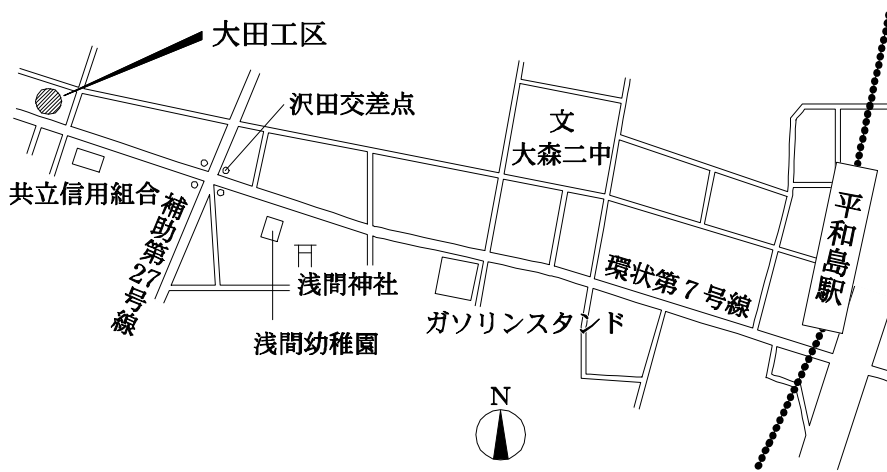 大田工区
沢田交差点
文
大森二中
共立信用組合
補助第27号線
平和島駅
環状第7号線
浅間神社
ガソリンスタンド
浅間幼稚園
N